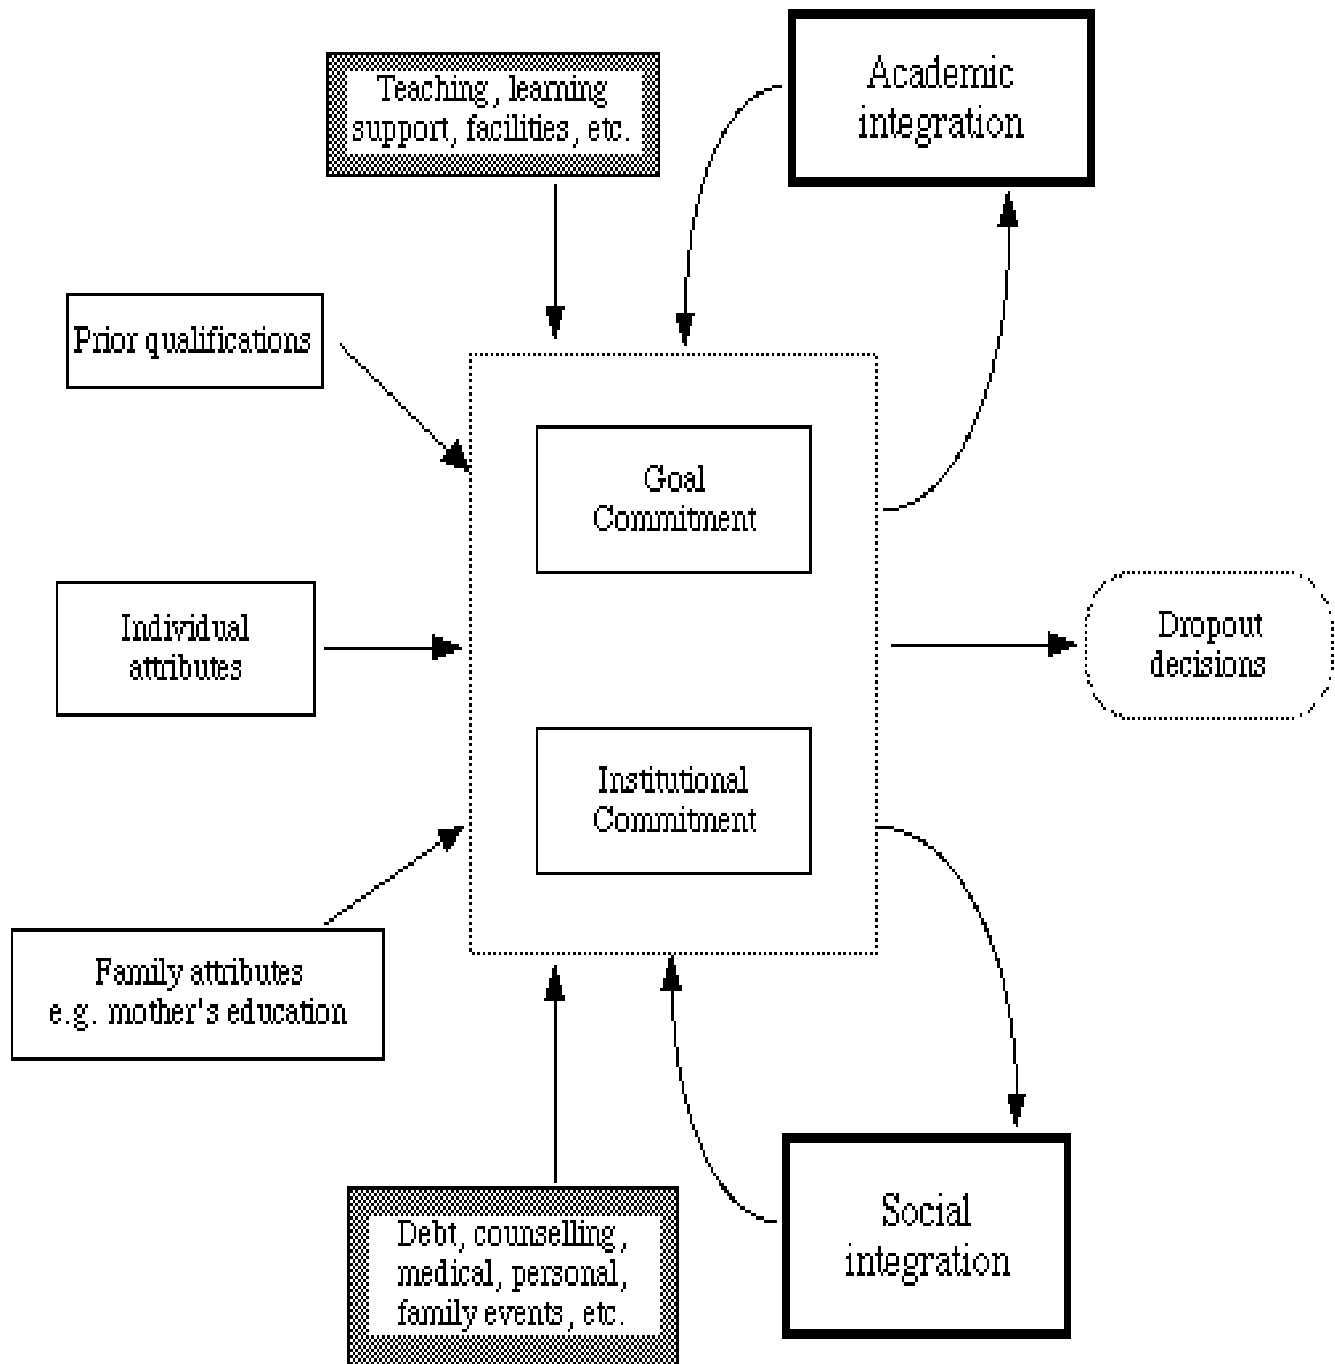 Teaching, learning
support, facilities, etc.
Academic
integration
Prior qualifications
Goal
Commitment
Individual
attributes
Dropout
decisions
Institutional
Commitment
Family attributes
e.g. mother's education
Social
integration
Debt, counselling,
medical, personal,
family events, etc.